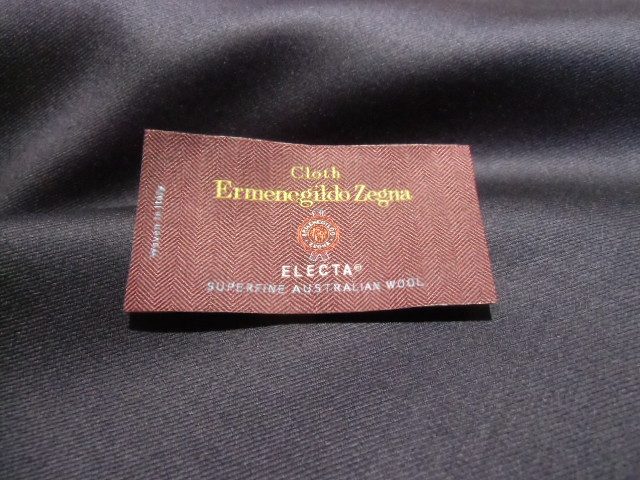 Cloth
Ermenegildo Zegna
ELECTA®
SUPERFINE AUSTRALIAN WOOL